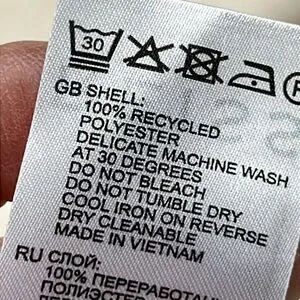 30
GB SHELL:
100% RECYCLED
POLYESTER
DELICATE MACHINE WASH
AT 30 DEGREES
DO NOT BLEACH
DO NOT TUMBLE DRY
COOL IRON ON REVERSE
DRY CLEANABLE
MADE IN VIETNAM
RU СЛОЙ:
100% ПЕРЕРАБОТАН